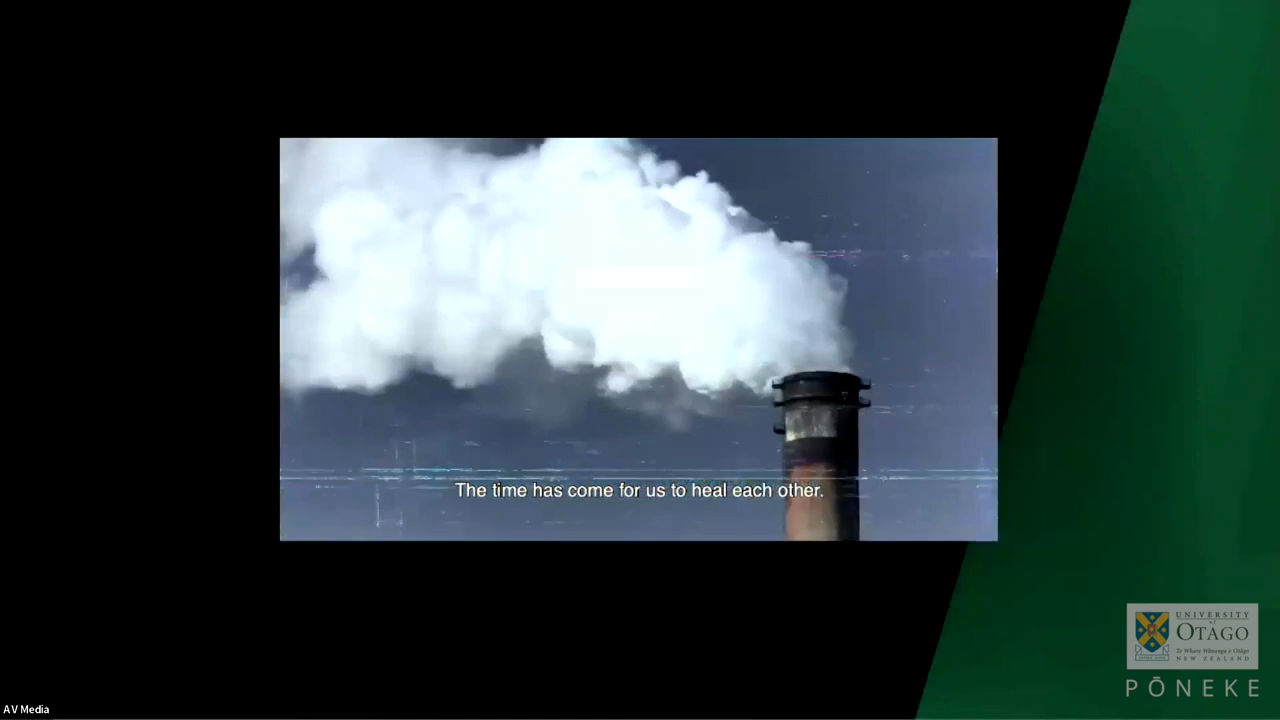 The time has come for us to heal each other.
UNIVERSITY
of
OTAGO
Te Whare Wānanga o Otāgo
NEW ZEALAND
PŌNEKE
AV Media